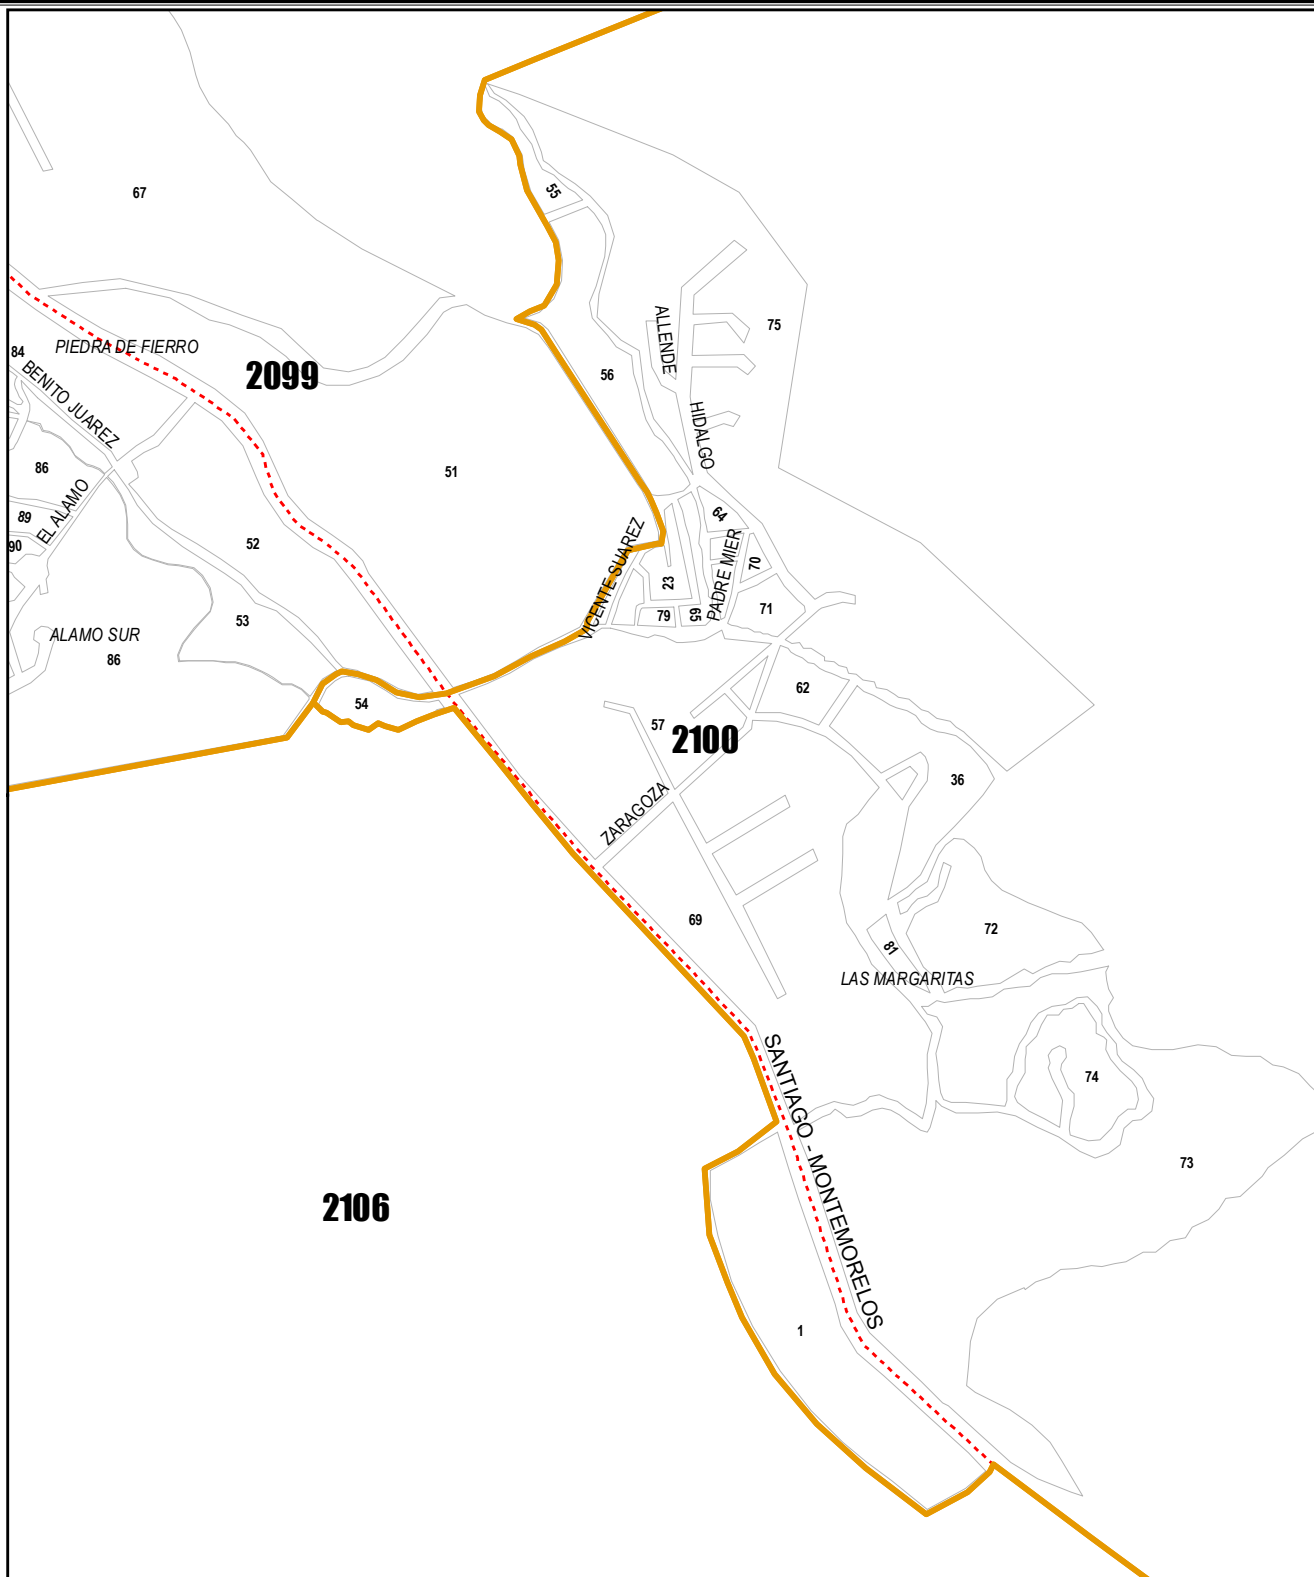 67
55
ALLENDE
75
84
PIEDRA DE FIERRO
2099
56
BENITO JUAREZ
HIDALGO
86
51
89
EL ALAMO
64
90
52
VICENTE SUAREZ
PADRE MIER
70
23
79
59
71
53
ALAMO SUR
86
62
54
57
2100
36
ZARAGOZA
69
72
81
LAS MARGARITAS
SANTIAGO - MONTEMORELOS
74
73
2106
1